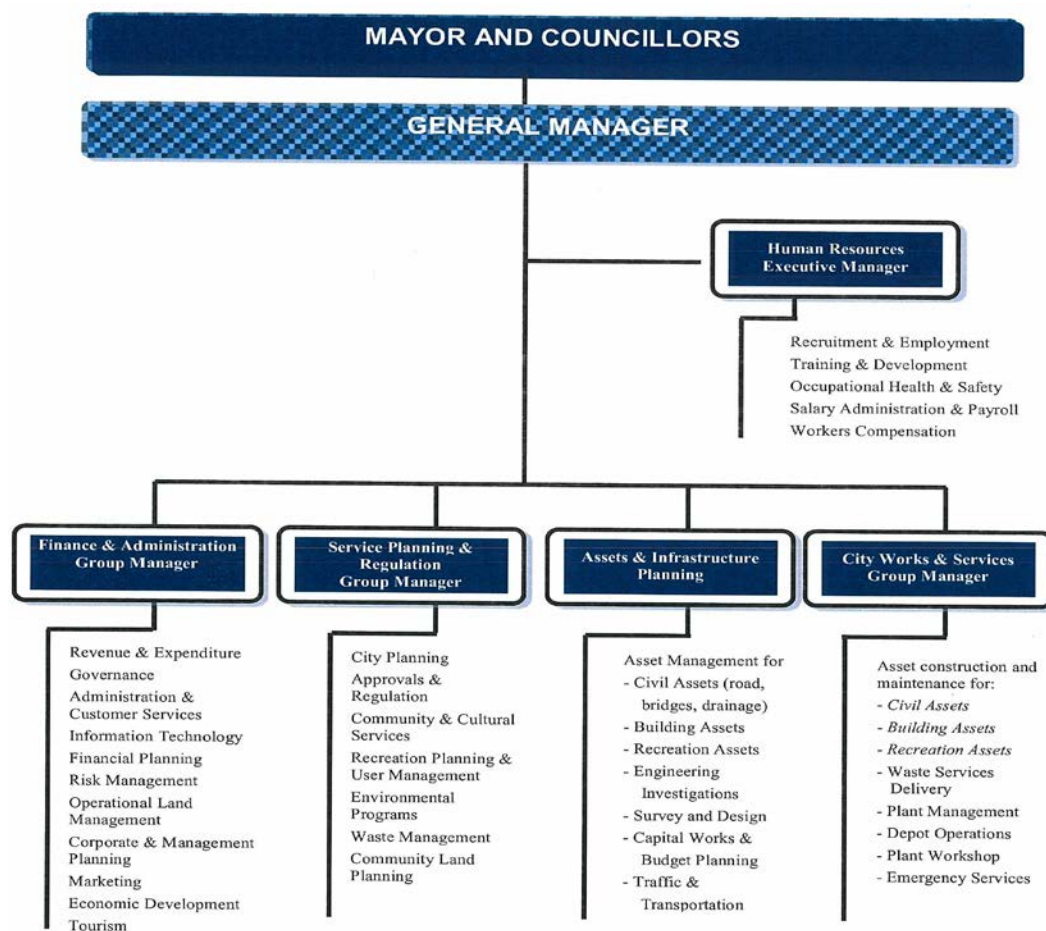 MAYOR AND COUNCILLORS
GENERAL MANAGER
Human Resources
Executive Manager
Recruitment & Employment
Training & Development
Occupational Health & Safety
Salary Administration & Payroll
Workers Compensation
Finance & Administration
Group Manager
Revenue & Expenditure
Governance
Administration &
Customer Services
Information Technology
Financial Planning
Risk Management
Operational Land
Management
Corporate & Management
Planning
Marketing
Economic Development
Tourism
Service Planning &
Regulation
Group Manager
City Planning
Approvals &
Regulation
Community & Cultural
Services
Recreation Planning &
User Management
Environmental
Programs
Waste Management
Community Land
Planning
Assets & Infrastructure
Planning
Asset Management for
- Civil Assets (road,
bridges, drainage)
- Building Assets
- Recreation Assets
- Engineering
Investigations
- Survey and Design
- Capital Works &
Budget Planning
- Traffic &
Transportation
City Works & Services
Group Manager
Asset construction and
maintenance for:
- Civil Assets
- Building Assets
- Recreation Assets
- Waste Services
Delivery
- Plant Management
- Depot Operations
- Plant Workshop
- Emergency Services